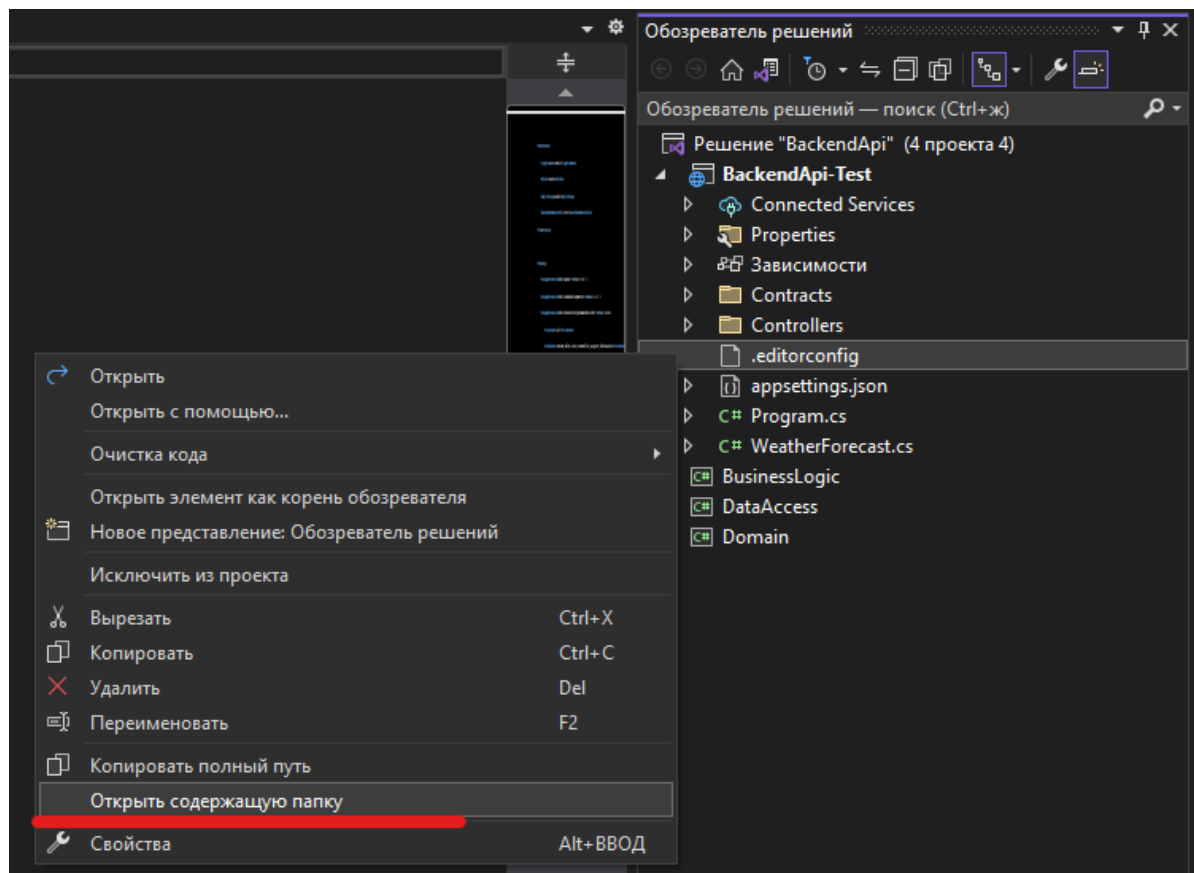 Обозреватель решений
Обозреватель решений — поиск (Ctrl+ж)
Решение "BackendApi" (4 проекта 4)
BackendApi-Test
Connected Services
Properties
Зависимости
Contracts
Controllers
.editorconfig
appsettings.json
C# Program.cs
C# WeatherForecast.cs
C# BusinessLogic
C# DataAccess
C# Domain
Открыть
Открыть с помощью...
Очистка кода
Открыть элемент как корень обозревателя
Новое представление: Обозреватель решений
Исключить из проекта
Вырезать Ctrl+X
Копировать Ctrl+C
Удалить Del
Переименовать F2
Копировать полный путь
Открыть содержащую папку
Свойства Alt+ВВОД